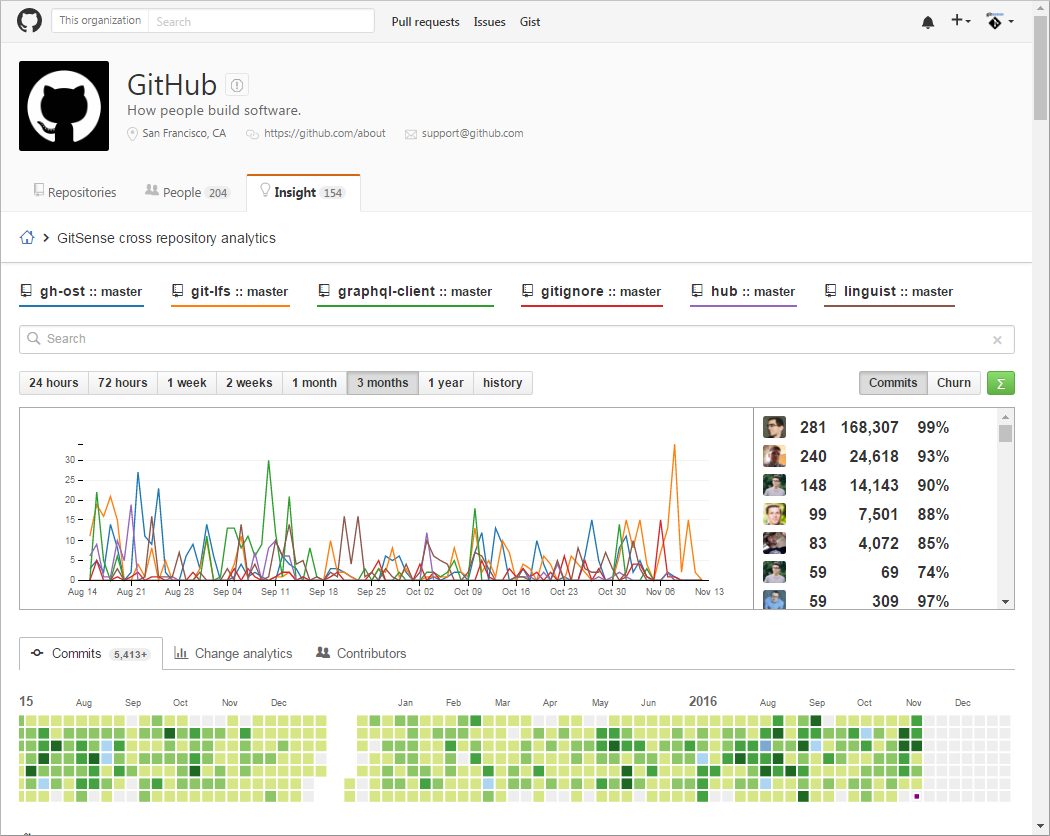 This organization Search Pull requests Issues Gist
GitHub
How people build software.
San Francisco, CA https://github.com/about support@github.com
Repositories People 204 Insight 154
GitSense cross repository analytics
gh-ost :: master git-lfs :: master graphql-client :: master gitignore :: master hub :: master linguist :: master
Search
24 hours 72 hours 1 week 2 weeks 1 month 3 months 1 year history Commits Churn Σ
30
25
20
15
10
5
0
Aug 14 Aug 21 Aug 28 Sep 04 Sep 11 Sep 18 Sep 25 Oct 02 Oct 09 Oct 16 Oct 23 Oct 30 Nov 06 Nov 13
281 168,307 99%
240 24,618 93%
148 14,143 90%
99 7,501 88%
83 4,072 85%
59 69 74%
59 309 97%
Commits 5,413+ Change analytics Contributors
15 Aug Sep Oct Nov Dec Jan Feb Mar Apr May Jun 2016 Aug Sep Oct Nov Dec